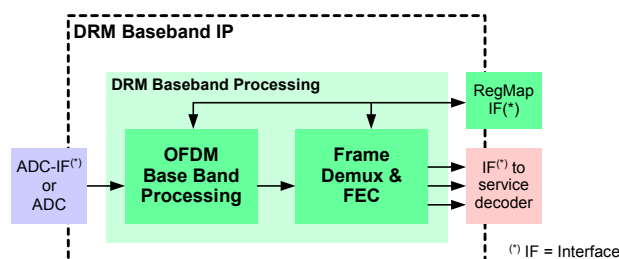 DRM Baseband IP
DRM Baseband Processing
RegMap
IF(*)
ADC-IF(*)
or
ADC
OFDM
Base Band
Processing
Frame
Demux &
FEC
IF(*) to
service
decoder
(*) IF = Interface